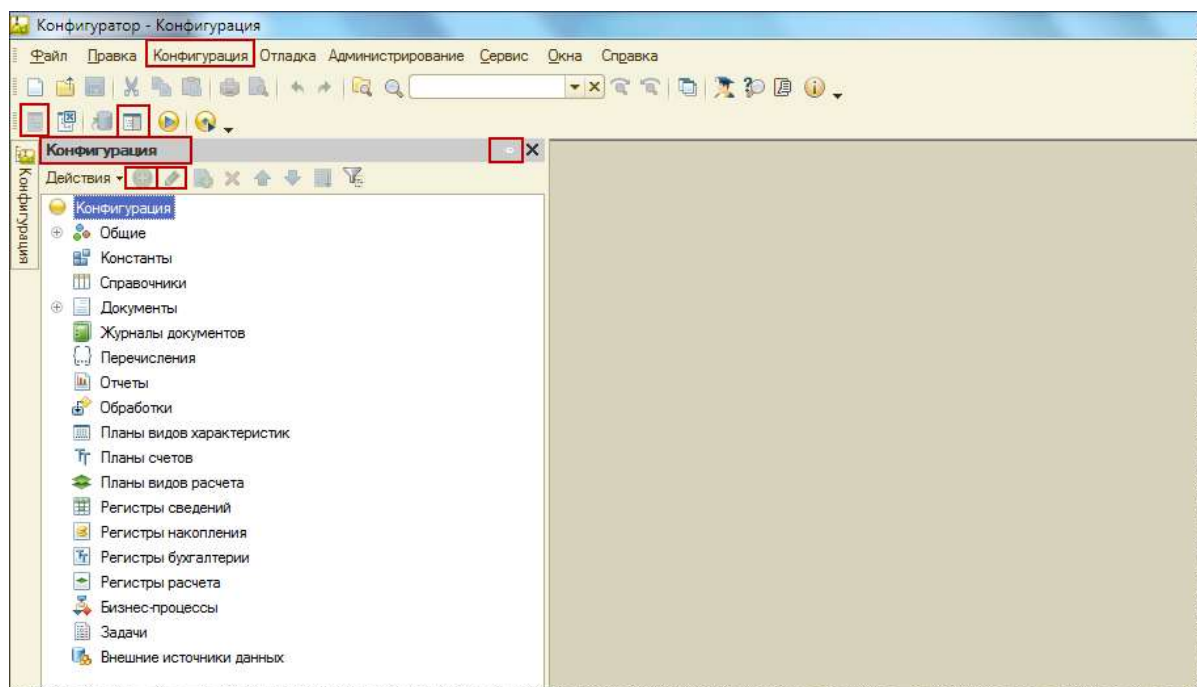 Конфигуратор - Конфигурация
Файл Правка Конфигурация Отладка Администрирование Сервис Окна Справка
Конфигурация
Действия
Конфигурация
Конфигурация
Общие
Константы
Справочники
Документы
Журналы документов
Перечисления
Отчеты
Обработки
Планы видов характеристик
Планы счетов
Планы видов расчета
Регистры сведений
Регистры накопления
Регистры бухгалтерии
Регистры расчета
Бизнес-процессы
Задачи
Внешние источники данных